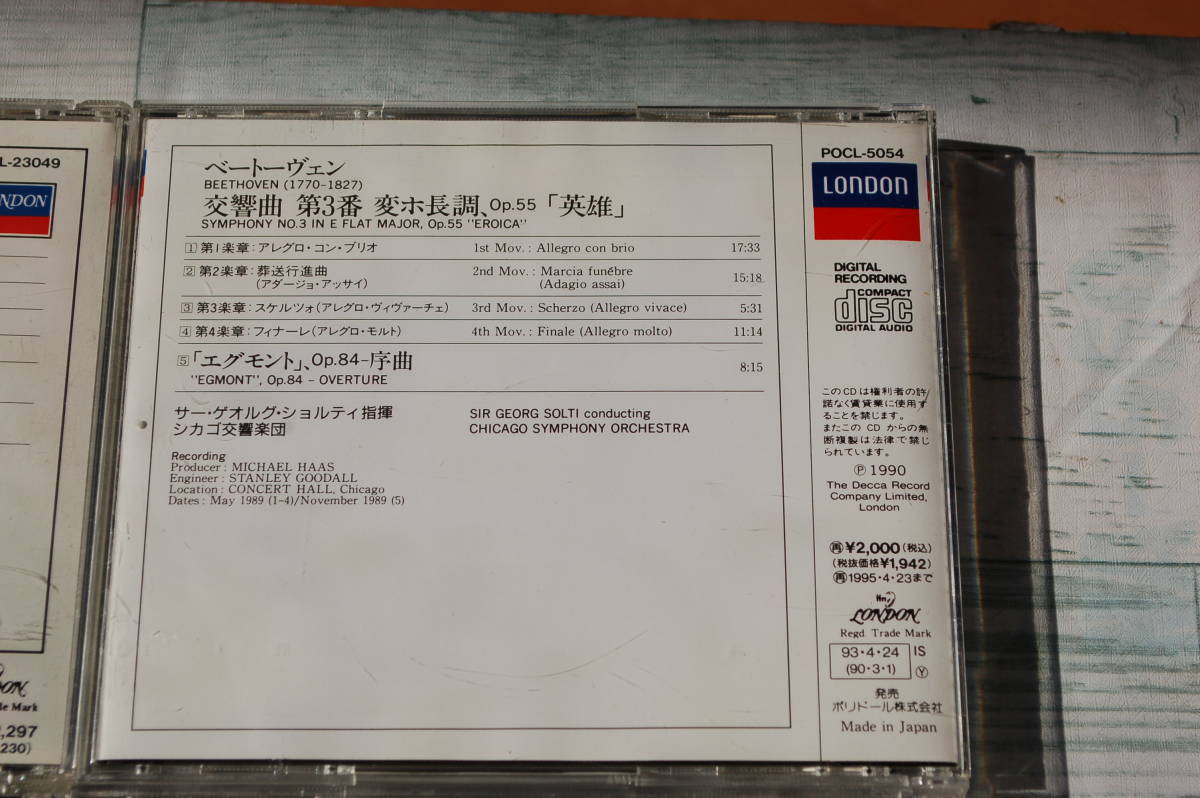 L-23049
LONDON
ベートーヴェン
BEETHOVEN (1770-1827)
交響曲 第3番 変ホ長調、Op.55「英雄」
SYMPHONY NO.3 IN E FLAT MAJOR, Op.55 "EROICA"
1 第1楽章：アレグロ・コン・ブリオ 1st Mov. : Allegro con brio 17:33
2 第2楽章：葬送行進曲 2nd Mov. : Marcia funébre 15:18
(アダージョ・アッサイ) (Adagio assai)
3 第3楽章：スケルツォ(アレグロ・ヴィヴァーチェ) 3rd Mov. : Scherzo (Allegro vivace) 5:31
4 第4楽章：フィナーレ(アレグロ・モルト) 4th Mov. : Finale (Allegro molto) 11:14
5 「エグモント」、Op.84−序曲 8:15
"EGMONT", Op.84 – OVERTURE
サー・ゲオルグ・ショルティ指揮 SIR GEORG SOLTI conducting
シカゴ交響楽団 CHICAGO SYMPHONY ORCHESTRA
Recording
Producer : MICHAEL HAAS
Engineer : STANLEY GOODALL
Location : CONCERT HALL, Chicago
Dates : May 1989 (1-4)/November 1989 (5)
POCL-5054
LONDON
DIGITAL
RECORDING
COMPACT
disc
DIGITAL AUDIO
このCDは権利者の許
諾なく賃貸業に使用す
ることを禁じます。
またこの CD からの無
断複製は法律で禁じ
られています。
Ⓟ 1990
The Decca Record
Company Limited,
London
再 ¥2,000 (税込)
(税抜価格¥1,942)
再 1995・4・23まで
LONDON
Regd. Trade Mark
93・4・24 IS
(90・3・1) Ⓨ
発売
ポリドール株式会社
Made in Japan
DON
de Mark
,297
230)